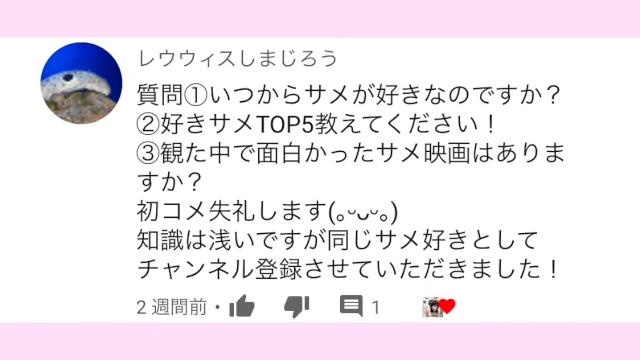 レウウィスしまじろう
質問①いつからサメが好きなのですか？
②好きサメTOP5教えてください！
③観た中で面白かったサメ映画はありま
すか？
初コメ失礼します(｡ᵕᴗᵕ｡)
知識は浅いですが同じサメ好きとして
チャンネル登録させていただきました！
2 週間前・ 1